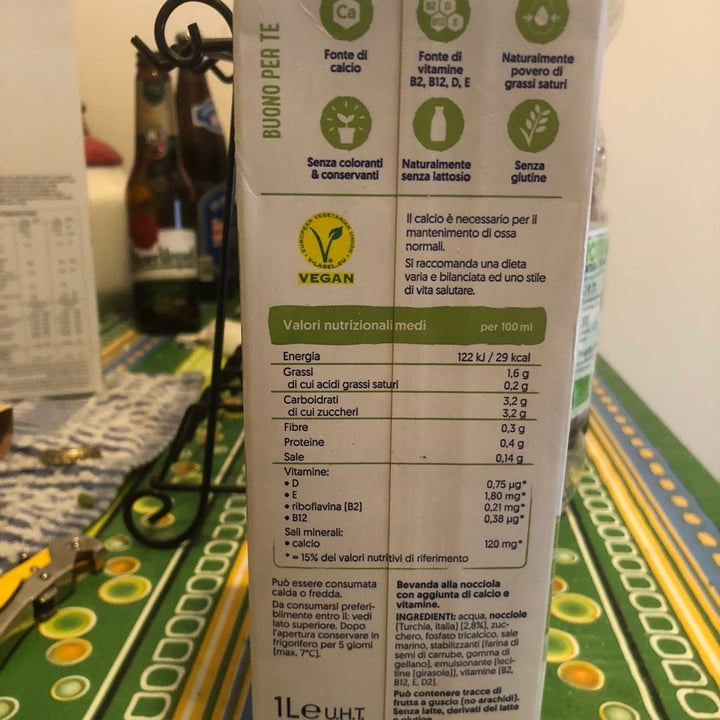 BUONO PER TE
Ca
B2 D
B12 E
Fonte di
calcio
Fonte di
vitamine
B2, B12, D, E
Naturalmente
povero di
grassi saturi
Senza coloranti
& conservanti
Naturalmente
senza lattosio
Senza
glutine
EUROPEAN VEGETARIAN UNION
V-LABEL.EU
VEGAN
Il calcio è necessario per il
mantenimento di ossa
normali.
Si raccomanda una dieta
varia e bilanciata ed uno stile
di vita salutare.
Valori nutrizionali medi per 100 ml
Energia 122 kJ / 29 kcal
Grassi 1,6 g
di cui acidi grassi saturi 0,2 g
Carboidrati 3,2 g
di cui zuccheri 3,2 g
Fibre 0,3 g
Proteine 0,4 g
Sale 0,14 g
Vitamine:
• D 0,75 µg*
• E 1,80 mg*
• riboflavina (B2) 0,21 mg*
• B12 0,38 µg*
Sali minerali:
• calcio 120 mg*
* = 15% dei valori nutritivi di riferimento
Può essere consumata
calda o fredda.
Da consumarsi preferi-
bilmente entro il: vedi
lato superiore. Dopo
l'apertura conservare in
frigorifero per 5 giorni
(max. 7°C).
1L e U.H.T.
Bevanda alla nocciola
con aggiunta di calcio e
vitamine.
INGREDIENTI: acqua, nocciole
(Turchia, Italia) (2,8%), zuc-
chero, fosfato tricalcico, sale
marino, stabilizzanti (farina di
semi di carrube, gomma di
gellano), emulsionante (leci-
tine (girasole)), vitamine (B2,
B12, E, D2).
Può contenere tracce di
frutta a guscio (no arachidi).
Senza latte, derivati del latte
e glutine